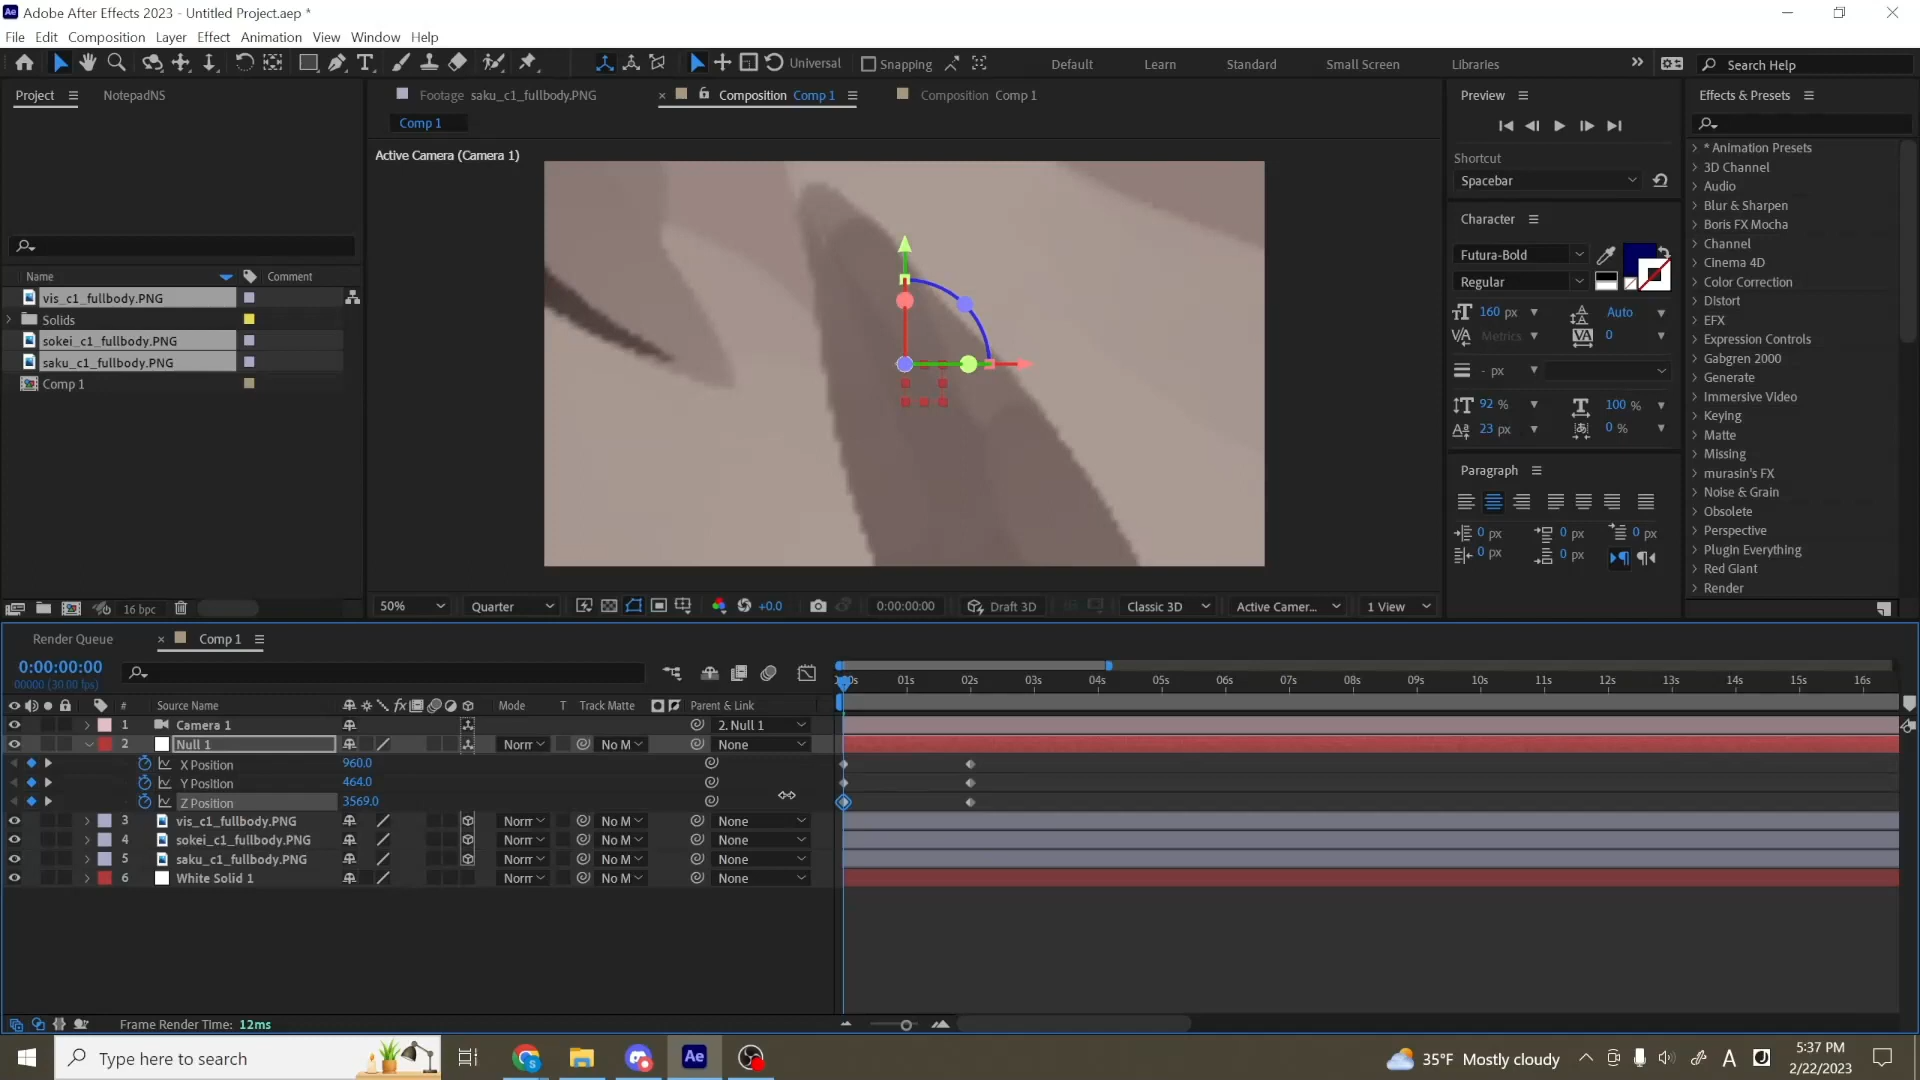 Adobe After Effects 2023 - Untitled Project.aep *
File Edit Composition Layer Effect Animation View Window Help
Universal Snapping Default Learn Standard Small Screen Libraries Search Help
Project NotepadNS
Footage saku_c1_fullbody.PNG Composition Comp 1 Composition Comp 1
Comp 1
Active Camera (Camera 1)
Name Comment
vis_c1_fullbody.PNG
Solids
sokei_c1_fullbody.PNG
saku_c1_fullbody.PNG
Comp 1
16 bpc
50% Quarter +0.0 0:00:00:00 Draft 3D Classic 3D Active Camer... 1 View
Preview
Shortcut
Spacebar
Character
Futura-Bold
Regular
160 px Auto
Metrics 0
- px
92 % 100 %
23 px 0 %
Paragraph
0 px 0 px 0 px
0 px 0 px
Effects & Presets
* Animation Presets
3D Channel
Audio
Blur & Sharpen
Boris FX Mocha
Channel
Cinema 4D
Color Correction
Distort
EFX
Expression Controls
Gabgren 2000
Generate
Immersive Video
Keying
Matte
Missing
murasin's FX
Noise & Grain
Obsolete
Perspective
PlugIn Everything
Red Giant
Render
Render Queue Comp 1
0:00:00:00
00000 (30.00 fps)
# Source Name Mode T Track Matte Parent & Link
01s 02s 03s 04s 05s 06s 07s 08s 09s 10s 11s 12s 13s 14s 15s 16s
1 Camera 1 2. Null 1
2 Null 1 Norr No M None
X Position 960.0
Y Position 464.0
Z Position 3569.0
3 vis_c1_fullbody.PNG Norr No M None
4 sokei_c1_fullbody.PNG Norr No M None
5 saku_c1_fullbody.PNG Norr No M None
6 White Solid 1 Norr No M None
Frame Render Time: 12ms
Type here to search
35°F Mostly cloudy
A
5:37 PM
2/22/2023